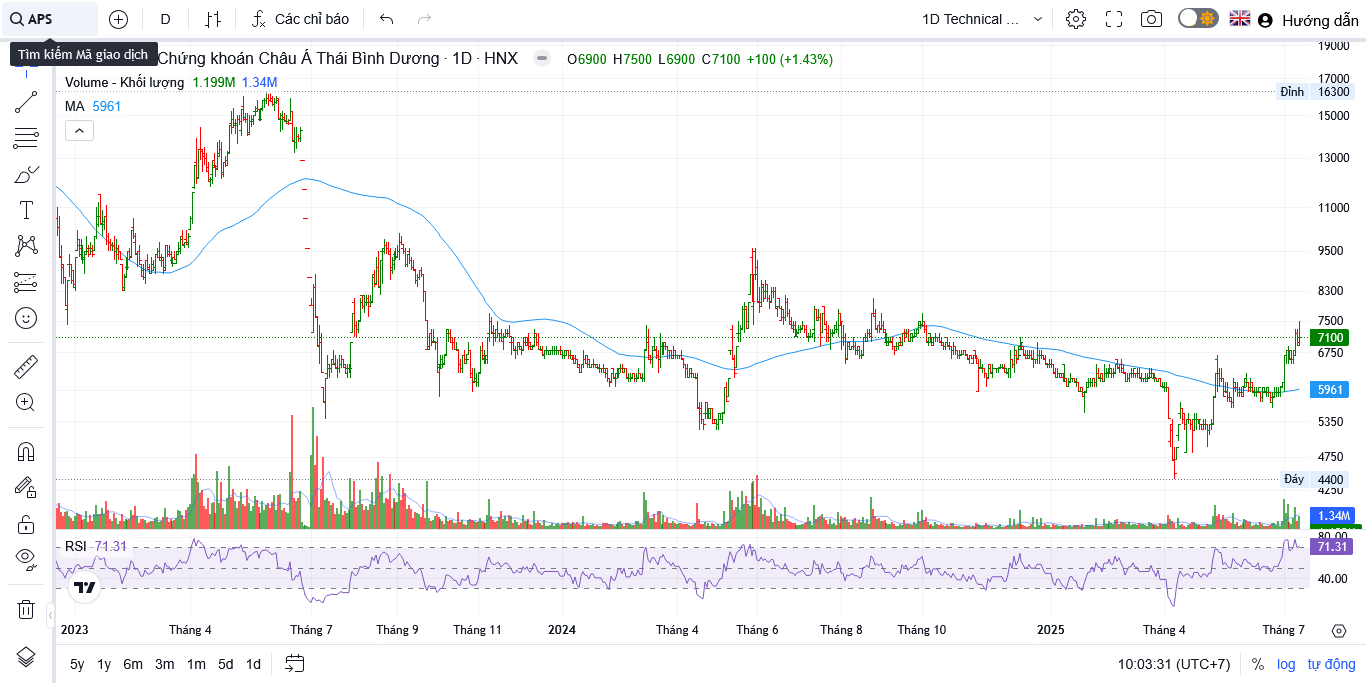 APS
D
Các chỉ báo
1D Technical ...
Hướng dẫn
Tìm kiếm Mã giao dịch
Chứng khoán Châu Á Thái Bình Dương · 1D · HNX
O6900 H7500 L6900 C7100 +100 (+1.43%)
Volume - Khối lượng 1.199M 1.34M
MA 5961
19000
17000
Đỉnh 16300
15000
13000
11000
9500
8300
7500
7100
6750
5961
5350
4750
Đáy 4400
4250
1.34M
80.00
RSI 71.31
71.31
40.00
2023 Tháng 4 Tháng 7 Tháng 9 Tháng 11 2024 Tháng 4 Tháng 6 Tháng 8 Tháng 10 2025 Tháng 4 Tháng 7
5y 1y 6m 3m 1m 5d 1d
10:03:31 (UTC+7) % log tự động